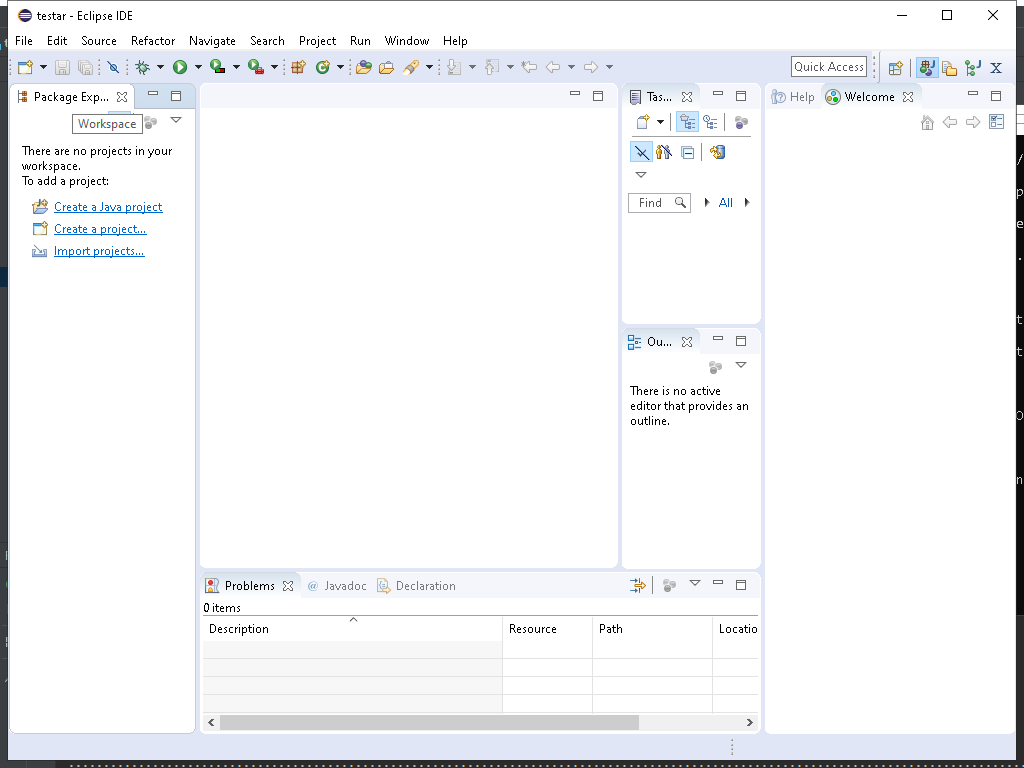 testar - Eclipse IDE
File Edit Source Refactor Navigate Search Project Run Window Help
Quick Access
Package Exp...
Workspace
There are no projects in your
workspace.
To add a project:
Create a Java project
Create a project...
Import projects...
Tas...
Find
All
Ou...
There is no active
editor that provides an
outline.
Help
Welcome
Problems
@ Javadoc
Declaration
0 items
Description Resource Path Locatio